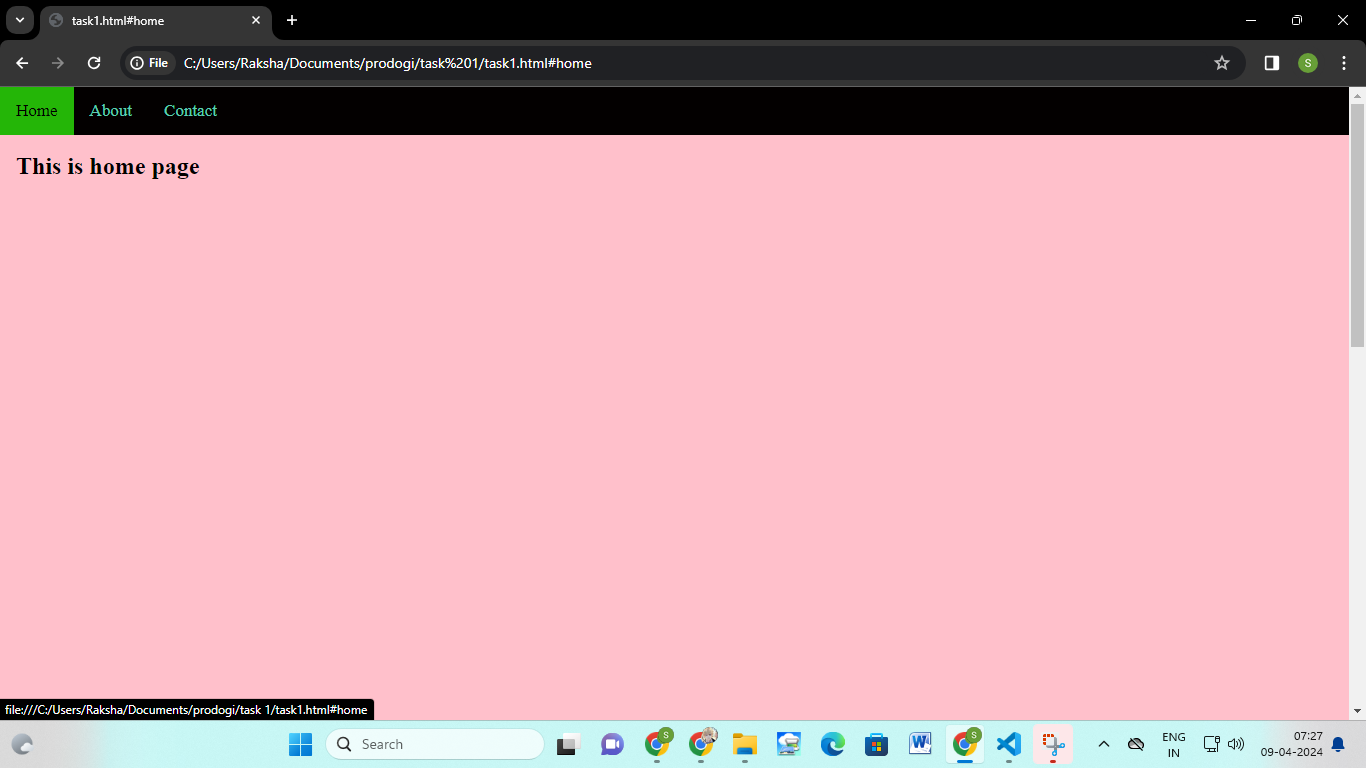 task1.html#home
File C:/Users/Raksha/Documents/prodogi/task%201/task1.html#home
S
Home About Contact
This is home page
file:///C:/Users/Raksha/Documents/prodogi/task 1/task1.html#home
Search
S
W
S
ENG
IN
07:27
09-04-2024